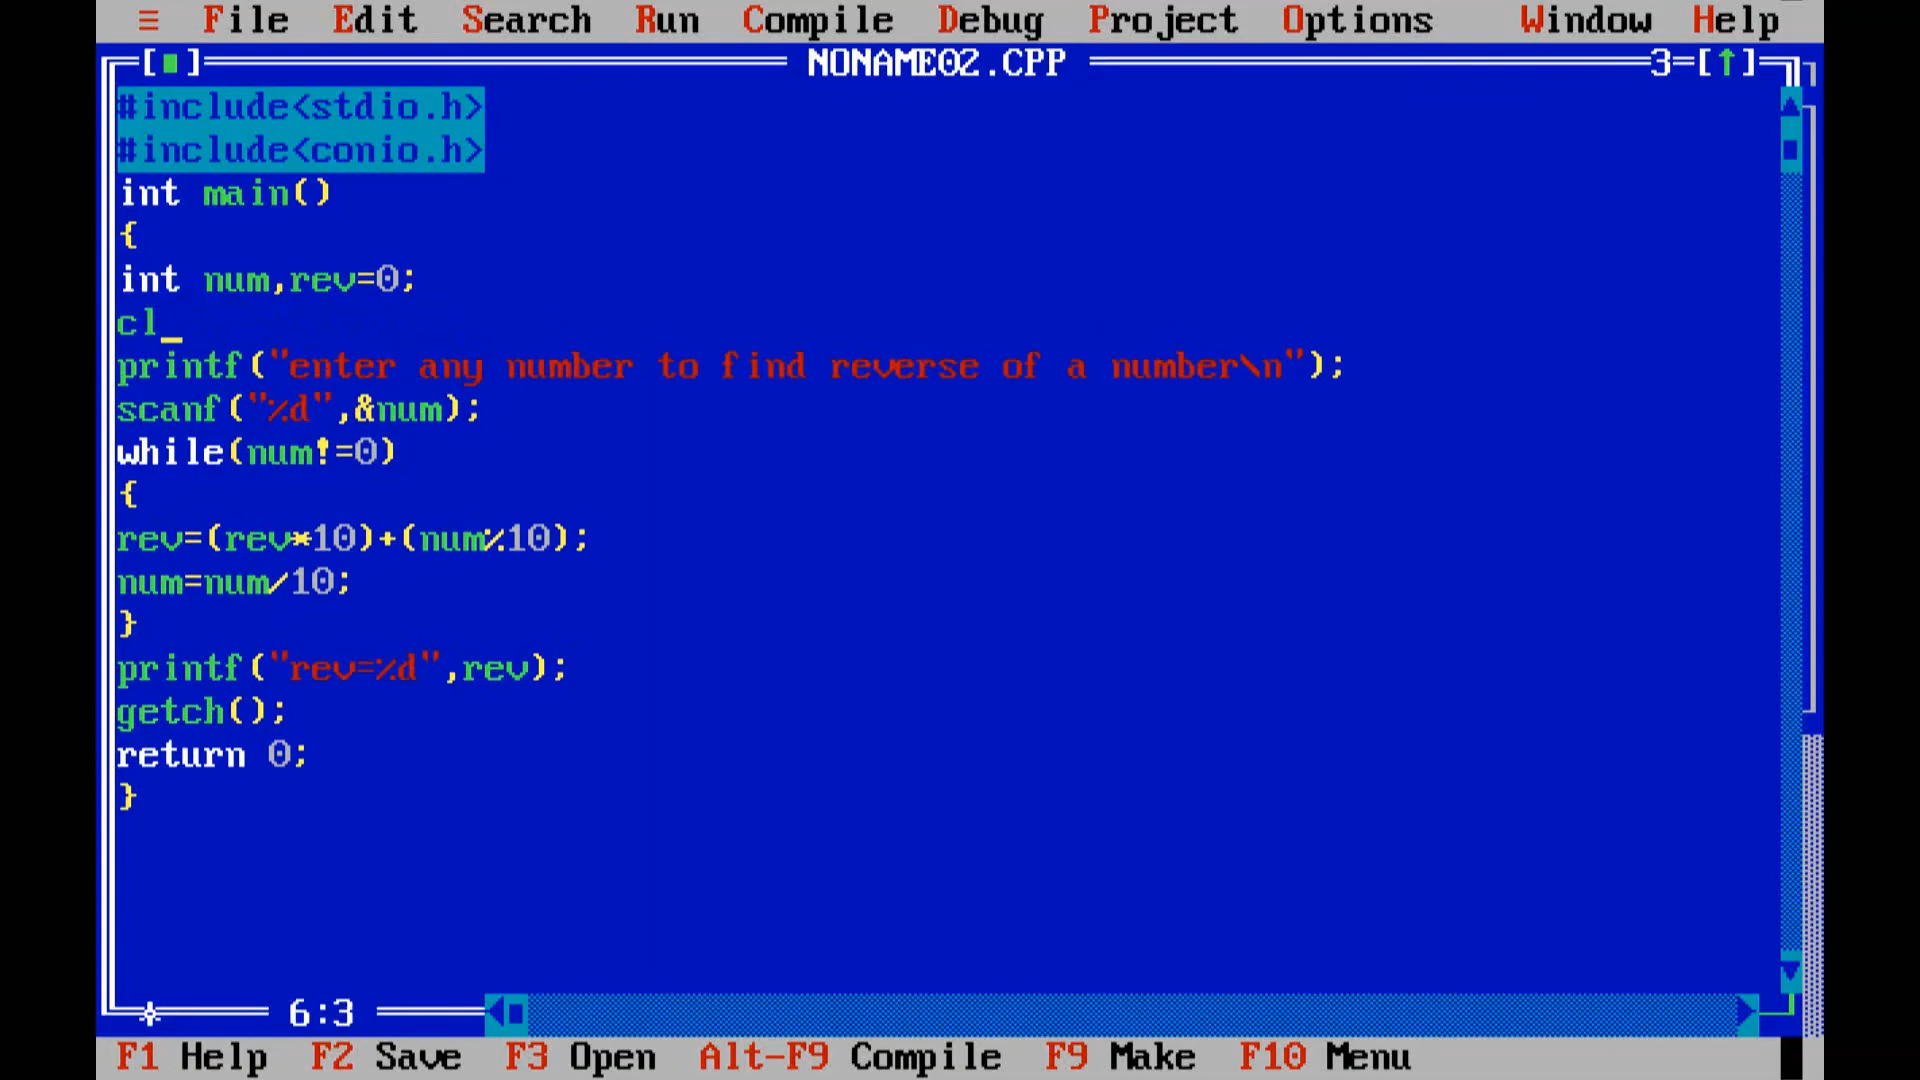 ≡ File Edit Search Run Compile Debug Project Options Window Help
[■] NONAME02.CPP 3=[↑]
#include<stdio.h>
#include<conio.h>
int main()
{
int num,rev=0;
cl_
printf("enter any number to find reverse of a number\n");
scanf("%d",&num);
while(num!=0)
{
rev=(rev*10)+(num%10);
num=num/10;
}
printf("rev=%d",rev);
getch();
return 0;
}
6:3
F1 Help F2 Save F3 Open Alt-F9 Compile F9 Make F10 Menu